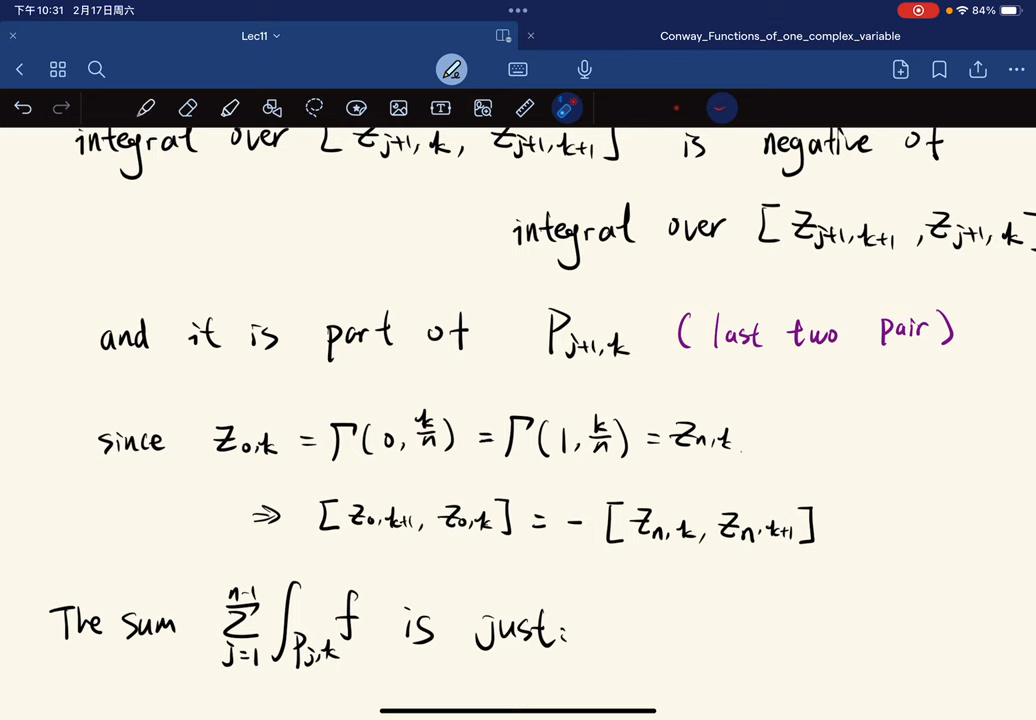 下午10:31 2月17日周六
84%
Lec11
Conway_Functions_of_one_complex_variable
integral over [ Z_{j+1,k}, Z_{j+1,k+1} ] is negative of
integral over [ Z_{j+1,k+1}, Z_{j+1,k} ]
and it is part of P_{j+1,k} (last two pair)
since Z_{0,k} = Γ(0, k/n) = Γ(1, k/n) = Z_{n,k}
⇒ [ Z_{0,k+1}, Z_{0,k} ] = - [ Z_{n,k}, Z_{n,k+1} ]
The sum ∑_{j=1}^{n-1} ∫_{P_{j,k}} f is just: